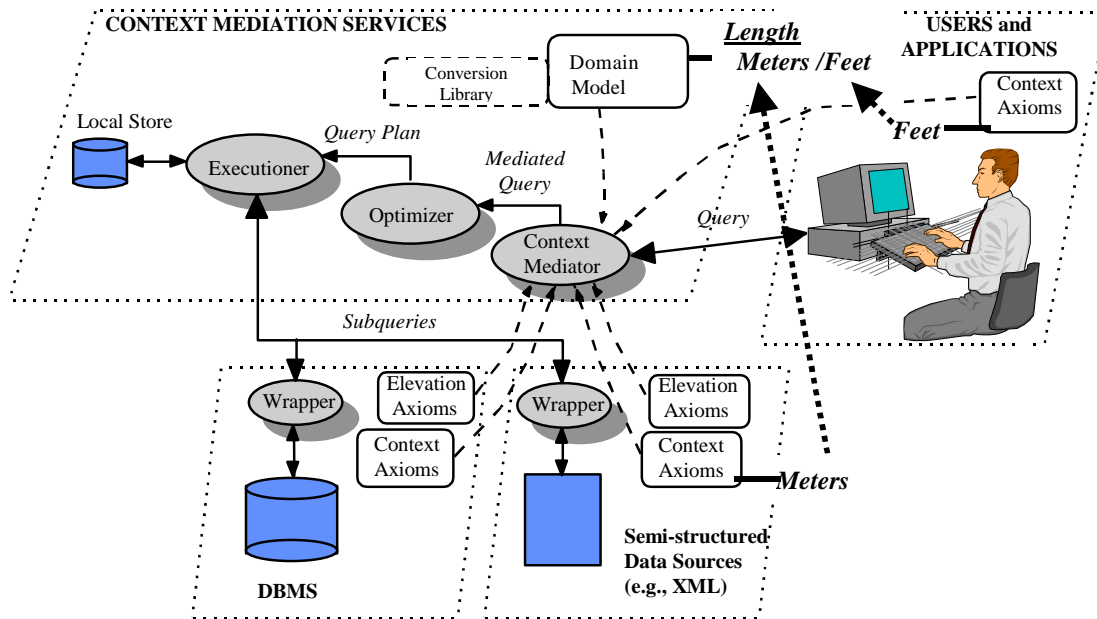 CONTEXT MEDIATION SERVICES
USERS and
APPLICATIONS
Length
Meters /Feet
Conversion
Library
Domain
Model
Context
Axioms
Feet
Local Store
Query Plan
Executioner
Mediated
Query
Optimizer
Query
Context
Mediator
Subqueries
Wrapper
Elevation
Axioms
Context
Axioms
DBMS
Wrapper
Elevation
Axioms
Context
Axioms
Meters
Semi-structured
Data Sources
(e.g., XML)